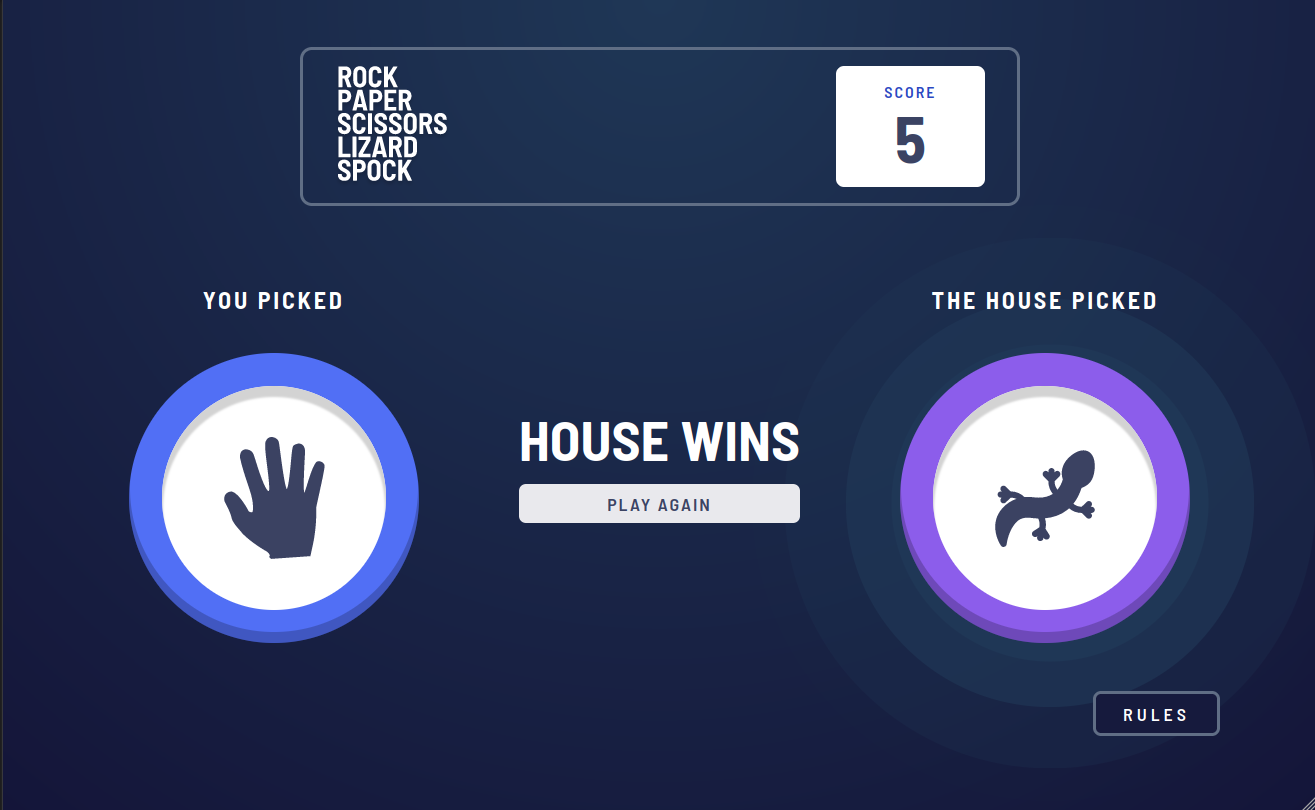 ROCK
PAPER
SCISSORS
LIZARD
SPOCK
SCORE
5
YOU PICKED
THE HOUSE PICKED
HOUSE WINS
PLAY AGAIN
RULES